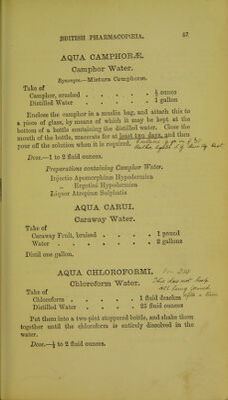 BRITISH PHARMACOPŒIA. 47
AQUA CAMPHORÆ.
Camphor Water.
Synonym.—Mistura Camphoræ.
Take of
Camphor, crushed . . . . . ½ ounce
Distilled Water . . . . . 1 gallon
Enclose the camphor in a muslin bag, and attach this to
a piece of glass, by means of which it may be kept at the
bottom of a bottle containing the distilled water. Close the
mouth of the bottle, macerate for at least two days, and then
pour off the solution when it is required.
Dose.—1 to 2 fluid ounces.
Preparations containing Camphor Water.
Injectio Apomorphinæ Hypodermica
„ Ergotini Hypodermica
Liquor Atropinæ Sulphatis
AQUA CARUI.
Caraway Water.
Take of
Caraway Fruit, bruised . . . . 1 pound
Water . . . . . 2 gallons
Distil one gallon.
AQUA CHLOROFORMI.
Chloroform Water.
This does not keep
Take of
Chloroform . . . . . 1 fluid drachm
Distilled Water . . . . 25 fluid ounces
Put them into a two-pint stoppered bottle, and shake them
together until the chloroform is entirely dissolved in the
water.
Dose.—½ to 2 fluid ounces.